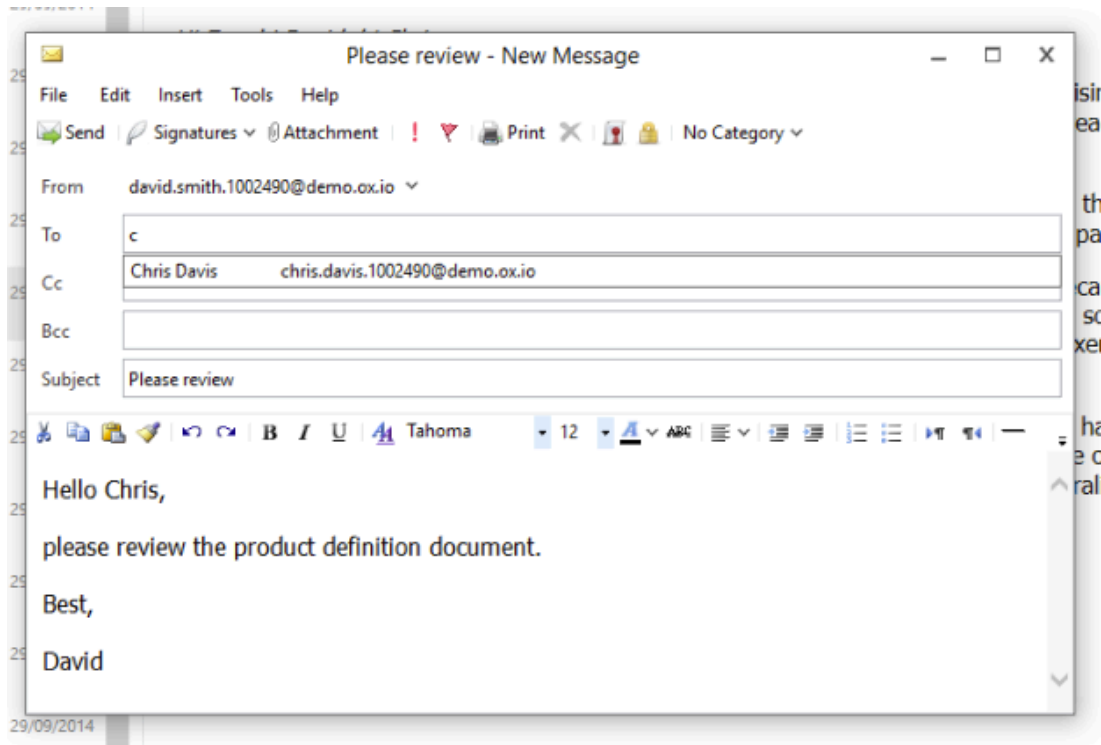 Please review - New Message
File Edit Insert Tools Help
Send Signatures Attachment ! Print No Category
From david.smith.1002490@demo.ox.io
To c
Chris Davis chris.davis.1002490@demo.ox.io
Cc
Bcc
Subject Please review
B I U A Tahoma 12 A ABC
Hello Chris,
please review the product definition document.
Best,
David
29/09/2014